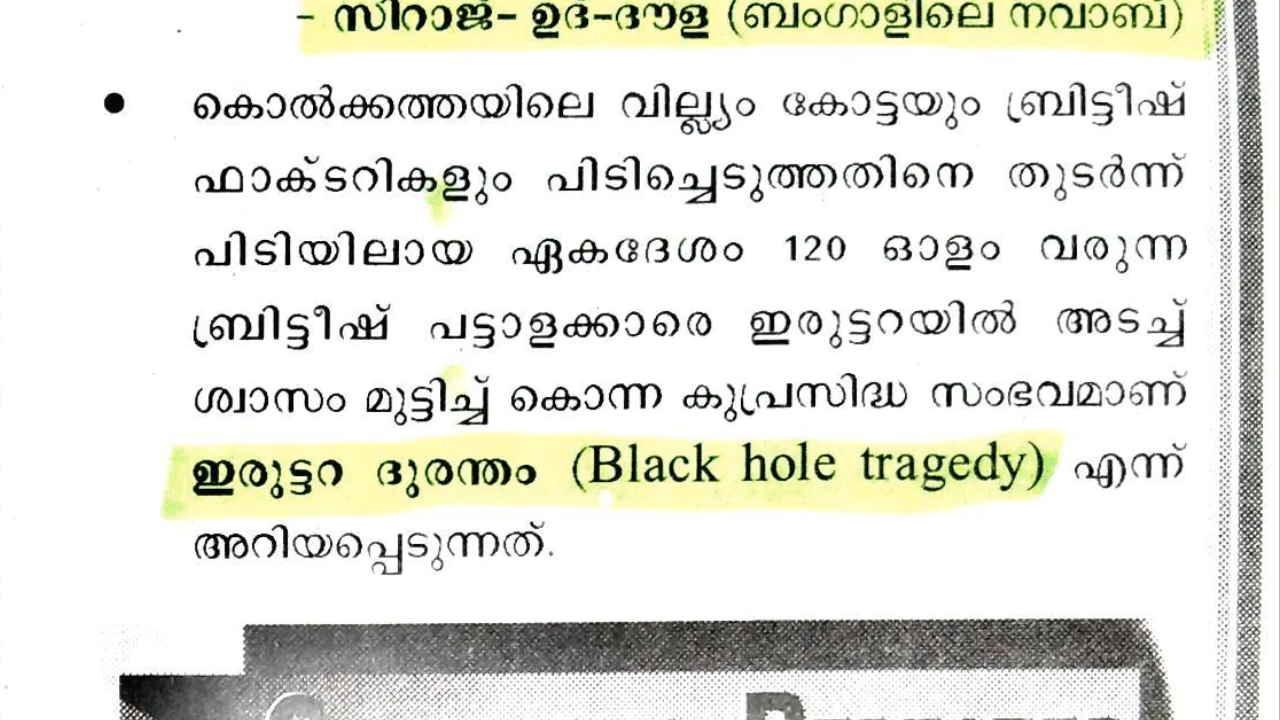 - സിറാജ്- ഉദ്-ദൗള (ബംഗാളിലെ നവാബ്)
● കൊൽക്കത്തയിലെ വില്ല്യം കോട്ടയും ബ്രിട്ടീഷ്
ഫാക്ടറികളും പിടിച്ചെടുത്തതിനെ തുടർന്ന്
പിടിയിലായ ഏകദേശം 120 ഓളം വരുന്ന
ബ്രിട്ടീഷ് പട്ടാളക്കാരെ ഇരുട്ടറയിൽ അടച്ച്
ശ്വാസം മുട്ടിച്ച് കൊന്ന കുപ്രസിദ്ധ സംഭവമാണ്
ഇരുട്ടറ ദുരന്തം (Black hole tragedy) എന്ന്
അറിയപ്പെടുന്നത്.